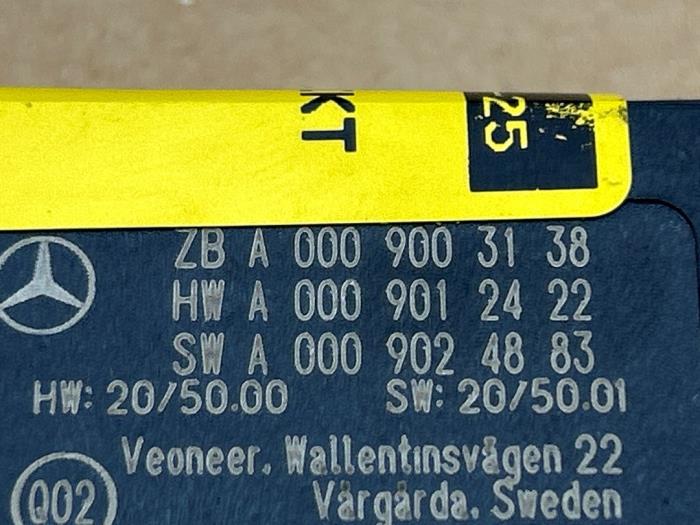 KT
25
ZB A 000 900 31 38
HW A 000 901 24 22
SW A 000 902 48 83
HW: 20/50.00 SW: 20/50.01
Veoneer. Wallentinsvägen 22
Q02 Vårgårda. Sweden